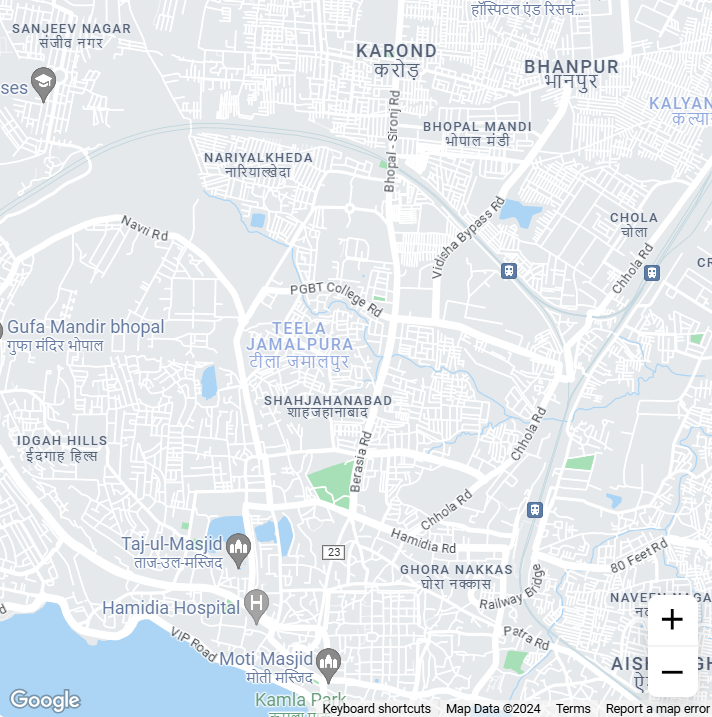 SANJEEV NAGAR
संजीव नगर
हॉस्पिटल एंड रिसर्च...
KAROND
करोड़
BHANPUR
भानपुर
ses
KALYAN
कल्या
BHOPAL MANDI
भोपाल मंडी
Bhopal - Sironj Rd
NARIYALKHEDA
नारियाल्खेदा
CHOLA
चोला
Navri Rd
Vidisha Bypass Rd
Chhola Rd
CR
PGBT College Rd
Gufa Mandir bhopal
गुफा मंदिर भोपाल
TEELA
JAMALPURA
टीला जमालपुर
SHAHJAHANABAD
शाहजहानाबाद
IDGAH HILLS
ईदगाह हिल्स
Berasia Rd
Chhola Rd
Chhola Rd
Taj-ul-Masjid
ताज-उल-मस्जिद
23
Hamidia Rd
GHORA NAKKAS
घोरा नक्कास
80 Feet Rd
Railway Bridge
Hamidia Hospital
H
NAVEEN NAGA
VIP Road
Patra Rd
Moti Masjid
मोती मस्जिद
AISH
GH
Kamla Park
Google
Keyboard shortcuts
Map Data ©2024
Terms
Report a map error